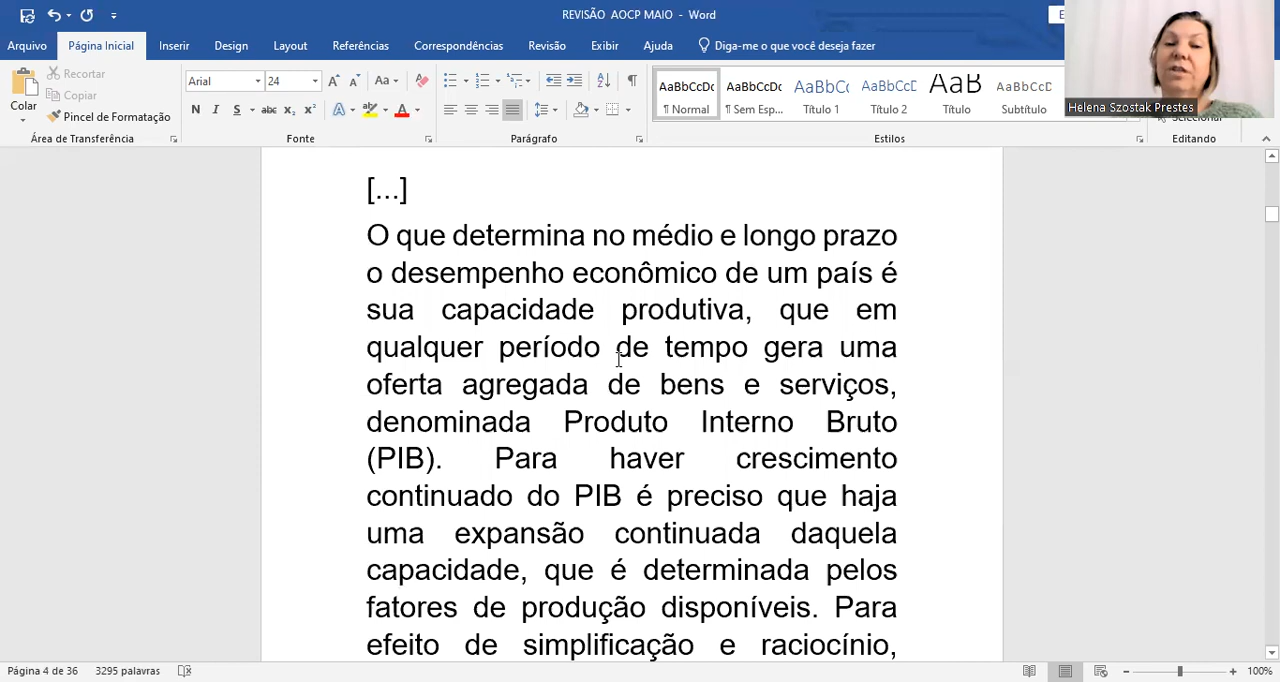 REVISÃO AOCP MAIO - Word
Arquivo Página Inicial Inserir Design Layout Referências Correspondências Revisão Exibir Ajuda Diga-me o que você deseja fazer
Recortar
Copiar
Pincel de Formatação
Colar
Área de Transferência
Arial 24
Aa
N I S abc x₂ x² A A
Fonte
Parágrafo
AaBbCcDc AaBbCcDc AaBbCc AaBbCcD AaB AaBbCcD
¶ Normal ¶ Sem Esp... Título 1 Título 2 Título Subtítulo
Estilos
Editando
Helena Szostak Prestes
[...]
O que determina no médio e longo prazo
o desempenho econômico de um país é
sua capacidade produtiva, que em
qualquer período de tempo gera uma
oferta agregada de bens e serviços,
denominada Produto Interno Bruto
(PIB). Para haver crescimento
continuado do PIB é preciso que haja
uma expansão continuada daquela
capacidade, que é determinada pelos
fatores de produção disponíveis. Para
efeito de simplificação e raciocínio,
Página 4 de 36 3295 palavras
100%